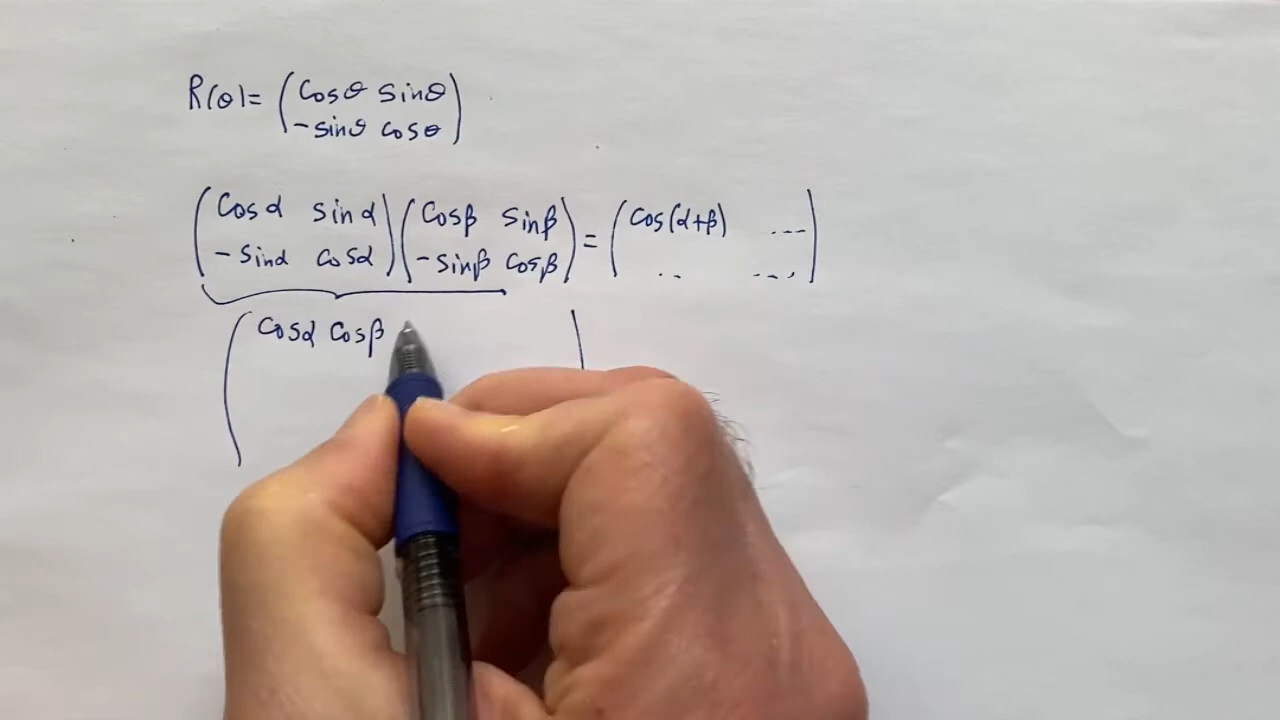 R(θ)= (cosθ sinθ)
(-sinθ cosθ)
(cosα sinα)(cosβ sinβ) = (cos(α+β) ---)
(-sinα cosα)(-sinβ cosβ) (.. ---)
(cosα cosβ